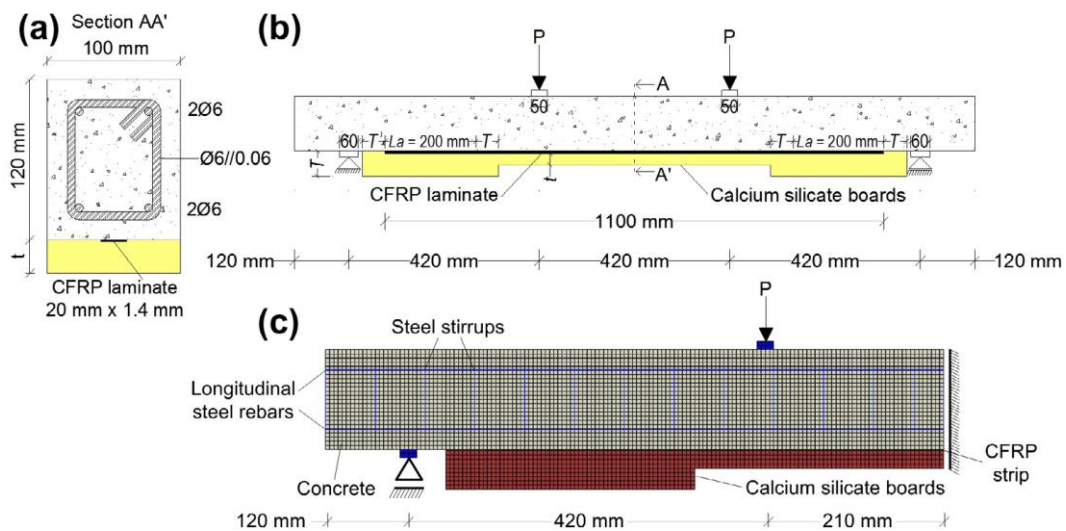 (a)
Section AA'
100 mm
120 mm
2Ø6
Ø6//0.06
2Ø6
t
CFRP laminate
20 mm x 1.4 mm
(b)
P
P
A
50
50
60
T
La = 200 mm
T
T
La = 200 mm
T
60
T
t
A'
CFRP laminate
Calcium silicate boards
1100 mm
120 mm
420 mm
420 mm
420 mm
120 mm
(c)
P
Steel stirrups
Longitudinal
steel rebars
Concrete
CFRP
strip
Calcium silicate boards
120 mm
420 mm
210 mm